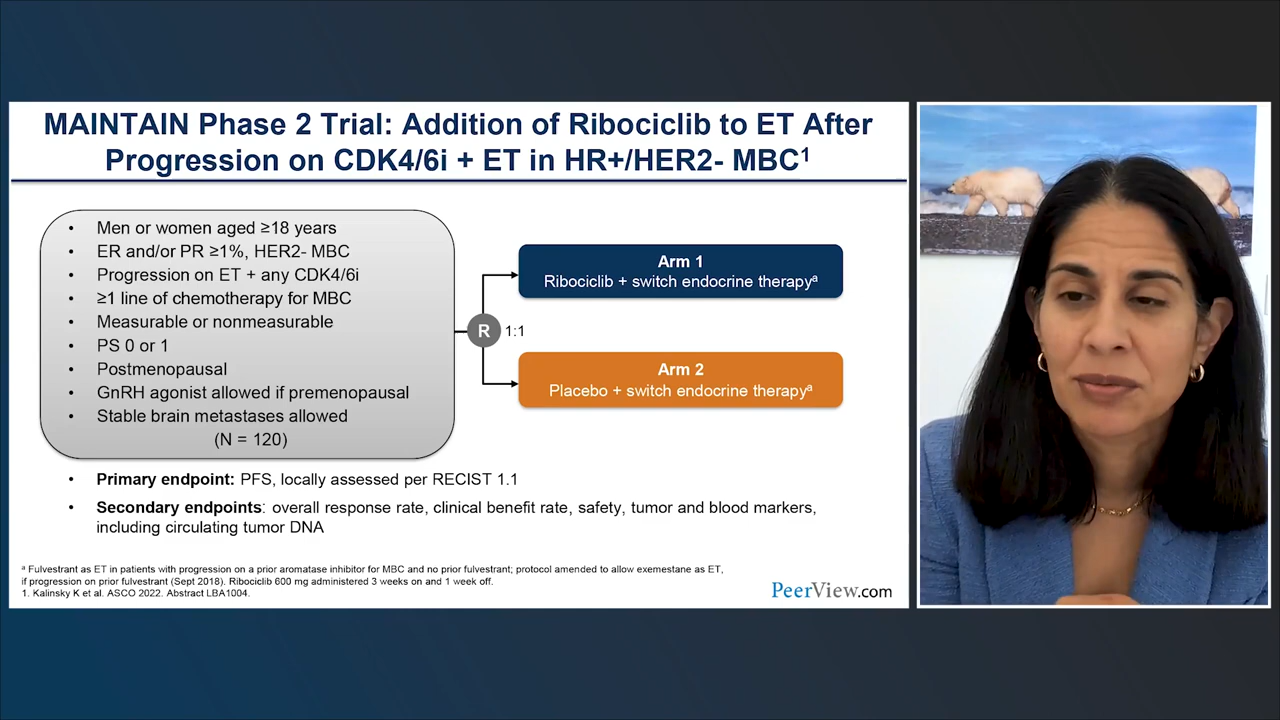 MAINTAIN Phase 2 Trial: Addition of Ribociclib to ET After
Progression on CDK4/6i + ET in HR+/HER2- MBC¹
• Men or women aged ≥18 years
• ER and/or PR ≥1%, HER2- MBC
• Progression on ET + any CDK4/6i
• ≥1 line of chemotherapy for MBC
• Measurable or nonmeasurable
• PS 0 or 1
• Postmenopausal
• GnRH agonist allowed if premenopausal
• Stable brain metastases allowed
(N = 120)
R 1:1
Arm 1
Ribociclib + switch endocrine therapyᵃ
Arm 2
Placebo + switch endocrine therapyᵃ
• Primary endpoint: PFS, locally assessed per RECIST 1.1
• Secondary endpoints: overall response rate, clinical benefit rate, safety, tumor and blood markers,
including circulating tumor DNA
ᵃ Fulvestrant as ET in patients with progression on a prior aromatase inhibitor for MBC and no prior fulvestrant; protocol amended to allow exemestane as ET,
if progression on prior fulvestrant (Sept 2018). Ribociclib 600 mg administered 3 weeks on and 1 week off.
1. Kalinsky K et al. ASCO 2022. Abstract LBA1004.
PeerView.com